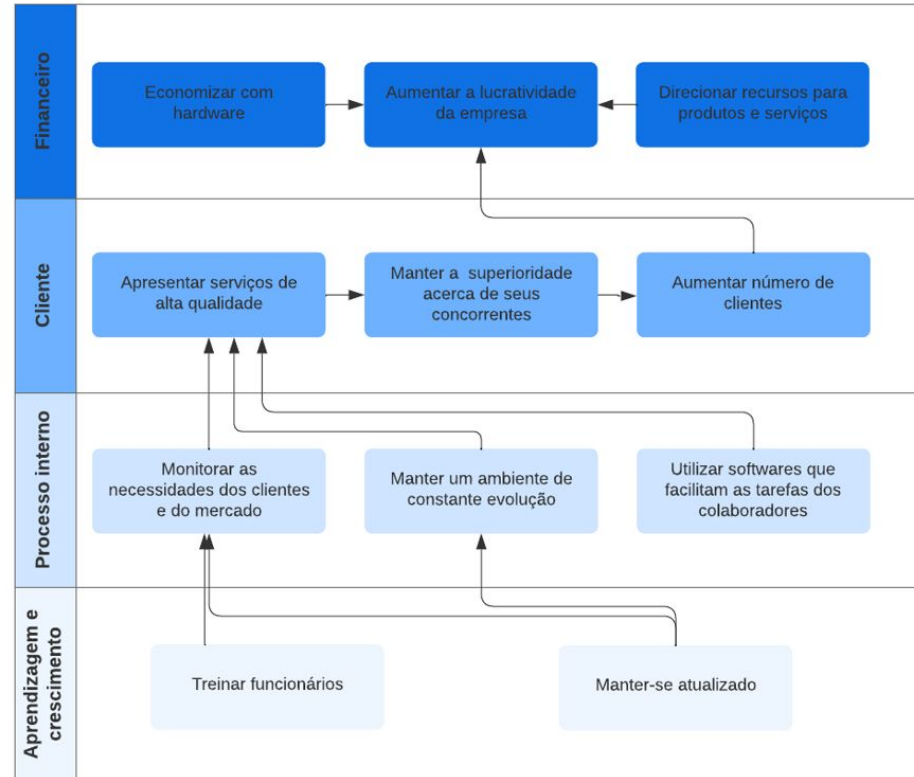 Financeiro
Economizar com
hardware
Aumentar a lucratividade
da empresa
Direcionar recursos para
produtos e serviços
Cliente
Apresentar serviços de
alta qualidade
Manter a superioridade
acerca de seus
concorrentes
Aumentar número de
clientes
Processo interno
Monitorar as
necessidades dos clientes
e do mercado
Manter um ambiente de
constante evolução
Utilizar softwares que
facilitam as tarefas dos
colaboradores
Aprendizagem e
crescimento
Treinar funcionários
Manter-se atualizado